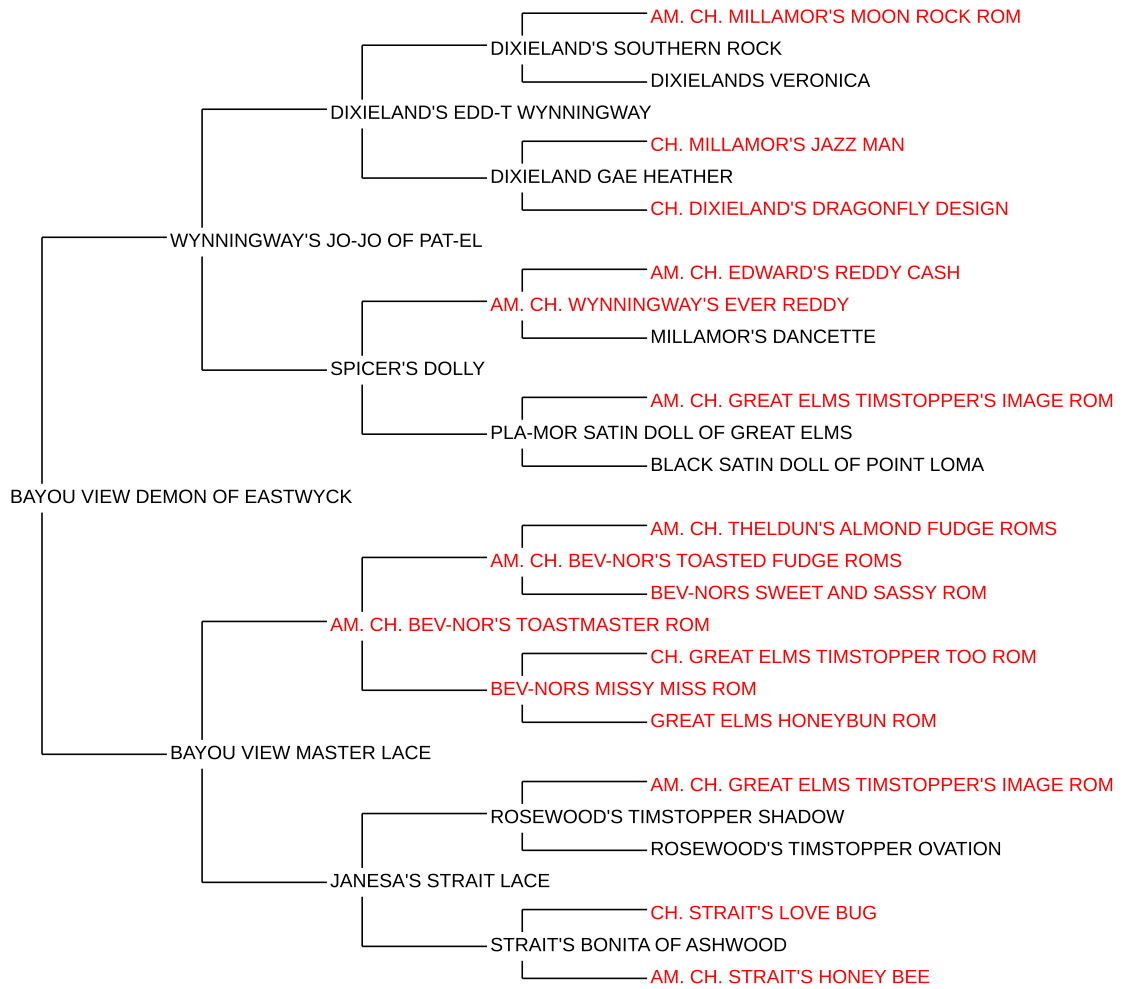 AM. CH. MILLAMOR'S MOON ROCK ROM
DIXIELAND'S SOUTHERN ROCK
DIXIELANDS VERONICA
DIXIELAND'S EDD-T WYNNINGWAY
CH. MILLAMOR'S JAZZ MAN
DIXIELAND GAE HEATHER
CH. DIXIELAND'S DRAGONFLY DESIGN
WYNNINGWAY'S JO-JO OF PAT-EL
AM. CH. EDWARD'S REDDY CASH
AM. CH. WYNNINGWAY'S EVER REDDY
MILLAMOR'S DANCETTE
SPICER'S DOLLY
AM. CH. GREAT ELMS TIMSTOPPER'S IMAGE ROM
PLA-MOR SATIN DOLL OF GREAT ELMS
BLACK SATIN DOLL OF POINT LOMA
BAYOU VIEW DEMON OF EASTWYCK
AM. CH. THELDUN'S ALMOND FUDGE ROMS
AM. CH. BEV-NOR'S TOASTED FUDGE ROMS
BEV-NORS SWEET AND SASSY ROM
AM. CH. BEV-NOR'S TOASTMASTER ROM
CH. GREAT ELMS TIMSTOPPER TOO ROM
BEV-NORS MISSY MISS ROM
GREAT ELMS HONEYBUN ROM
BAYOU VIEW MASTER LACE
AM. CH. GREAT ELMS TIMSTOPPER'S IMAGE ROM
ROSEWOOD'S TIMSTOPPER SHADOW
ROSEWOOD'S TIMSTOPPER OVATION
JANESA'S STRAIT LACE
CH. STRAIT'S LOVE BUG
STRAIT'S BONITA OF ASHWOOD
AM. CH. STRAIT'S HONEY BEE